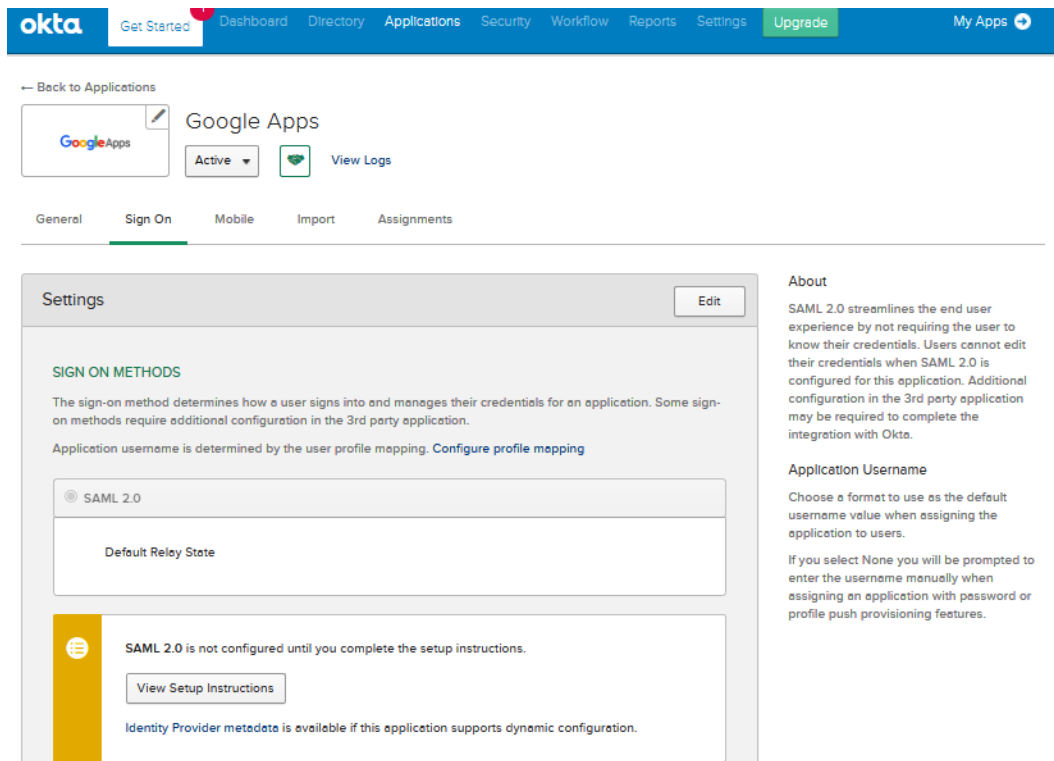 okta Get Started Dashboard Directory Applications Security Workflow Reports Settings Upgrade My Apps
← Back to Applications
GoogleApps
Google Apps
Active View Logs
General Sign On Mobile Import Assignments
Settings
Edit
SIGN ON METHODS
The sign-on method determines how a user signs into and manages their credentials for an application. Some sign-
on methods require additional configuration in the 3rd party application.
Application username is determined by the user profile mapping. Configure profile mapping
SAML 2.0
Default Relay State
SAML 2.0 is not configured until you complete the setup instructions.
View Setup Instructions
Identity Provider metadata is available if this application supports dynamic configuration.
About
SAML 2.0 streamlines the end user
experience by not requiring the user to
know their credentials. Users cannot edit
their credentials when SAML 2.0 is
configured for this application. Additional
configuration in the 3rd party application
may be required to complete the
integration with Okta.
Application Username
Choose a format to use as the default
username value when assigning the
application to users.
If you select None you will be prompted to
enter the username manually when
assigning an application with password or
profile push provisioning features.